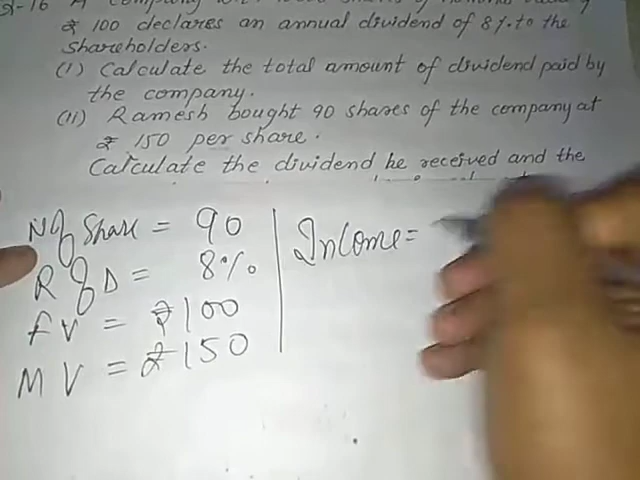 ₹ 100 declares an annual dividend of 8% to the
shareholders.
(i) Calculate the total amount of dividend paid by
the company.
(ii) Ramesh bought 90 shares of the company at
₹ 150 per share.
Calculate the dividend he received and the
N of Share = 90
R of D = 8%
FV = ₹100
MV = ₹150
Income =